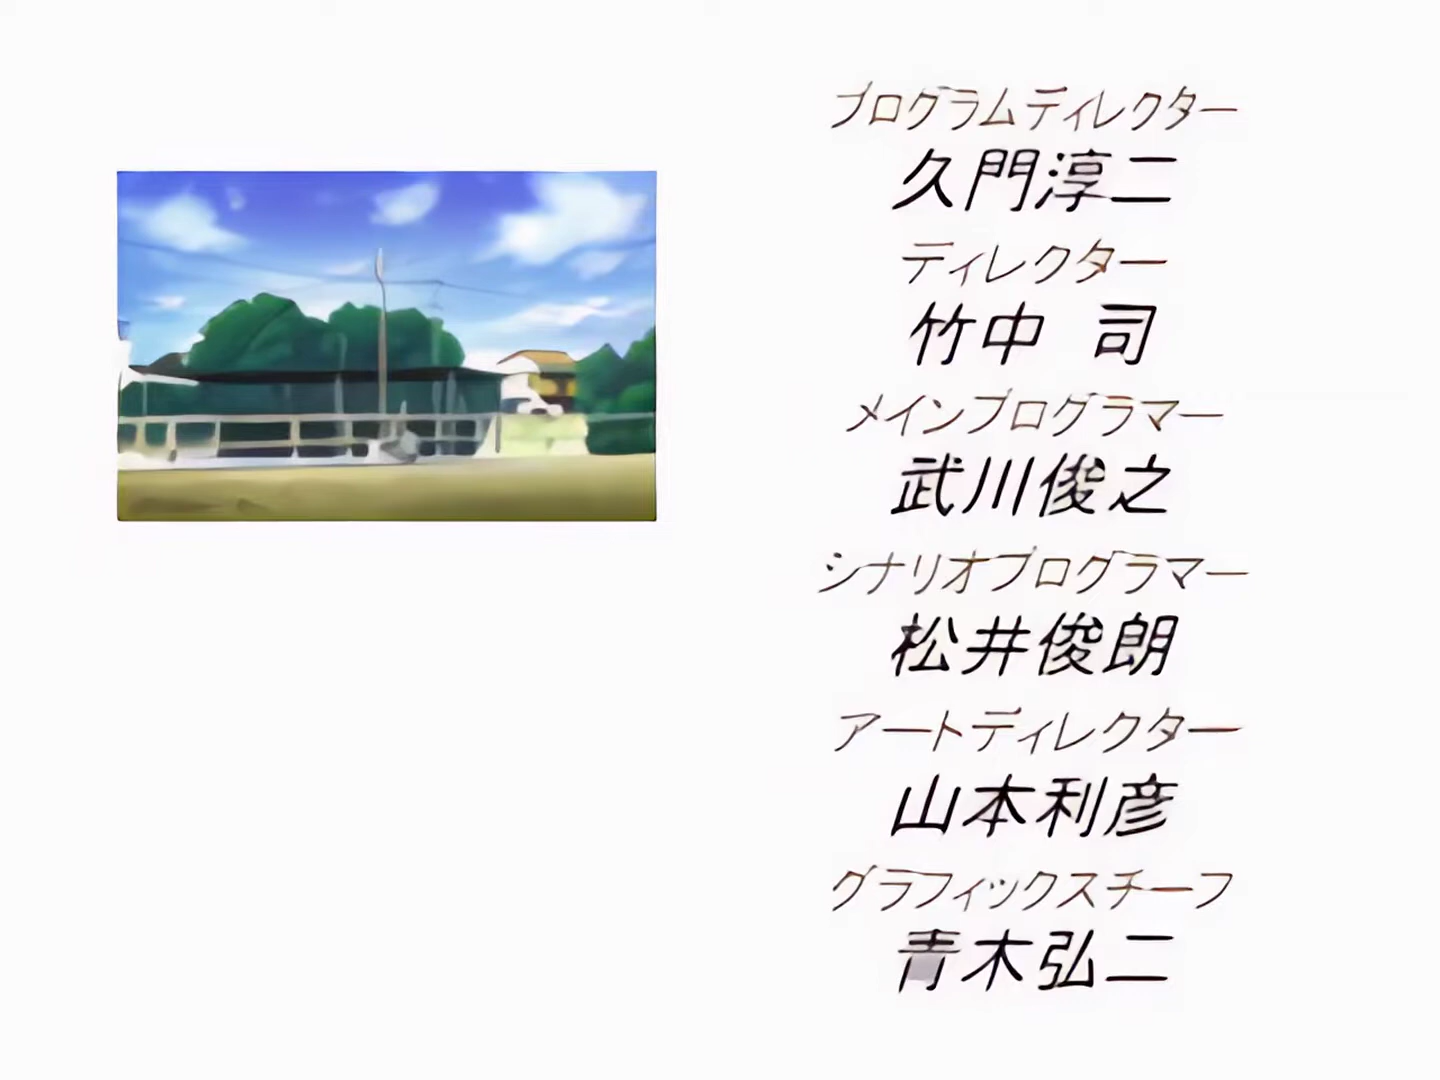 プログラムディレクター
久門淳二
ディレクター
竹中 司
メインプログラマー
武川俊之
シナリオプログラマー
松井俊朗
アートディレクター
山本利彦
グラフィックスチーフ
青木弘二